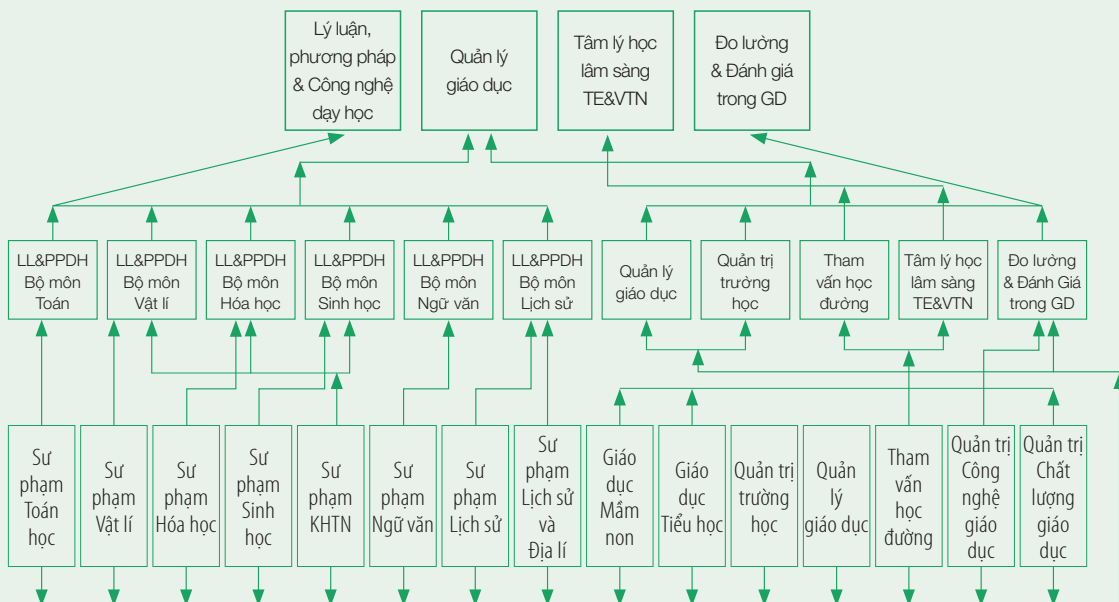 Lý luận,
phương pháp
& Công nghệ
dạy học
Quản lý
giáo dục
Tâm lý học
lâm sàng
TE&VTN
Đo lường
& Đánh giá
trong GD
LL&PPDH
Bộ môn
Toán
LL&PPDH
Bộ môn
Vật lí
LL&PPDH
Bộ môn
Hóa học
LL&PPDH
Bộ môn
Sinh học
LL&PPDH
Bộ môn
Ngữ văn
LL&PPDH
Bộ môn
Lịch sử
Quản lý
giáo dục
Quản trị
trường
học
Tham
vấn học
đường
Tâm lý học
lâm sàng
TE&VTN
Đo lường
& Đánh Giá
trong GD
Sư
phạm
Toán
học
Sư
phạm
Vật lí
Sư
phạm
Hóa học
Sư
phạm
Sinh
học
Sư
phạm
KHTN
Sư
phạm
Ngữ văn
Sư
phạm
Lịch sử
Sư
phạm
Lịch sử
và
Địa lí
Giáo
dục
Mầm
non
Giáo
dục
Tiểu học
Quản trị
trường
học
Quản
lý
giáo dục
Tham
vấn
học
đường
Quản trị
Công
nghệ
giáo
dục
Quản trị
Chất
lượng
giáo
dục